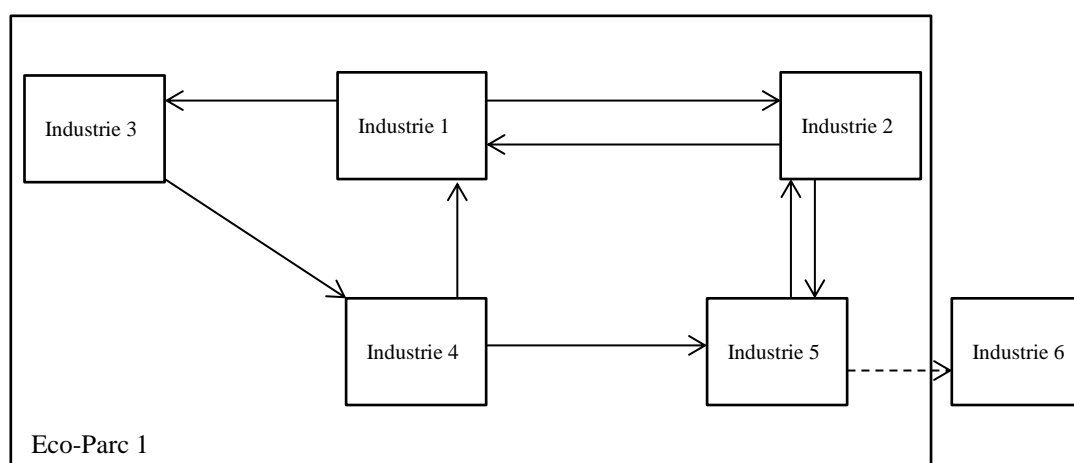 Industrie 3
Industrie 1
Industrie 2
Industrie 4
Industrie 5
Industrie 6
Eco-Parc 1